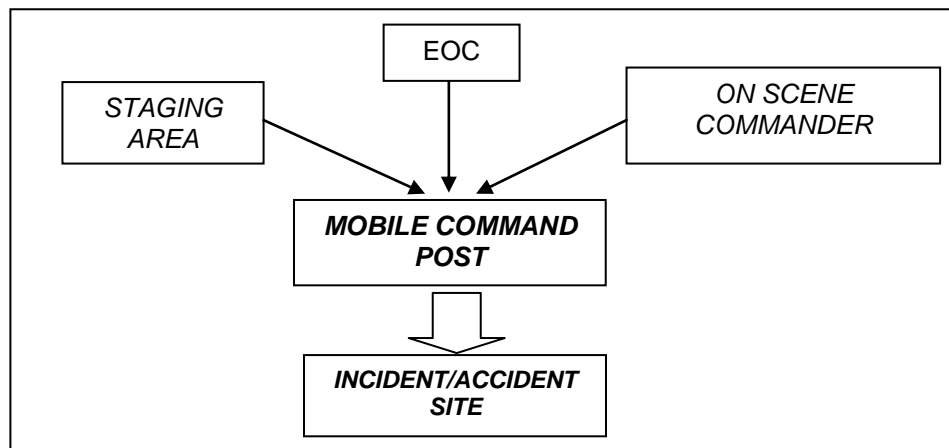 EOC
STAGING
AREA
ON SCENE
COMMANDER
MOBILE COMMAND
POST
INCIDENT/ACCIDENT
SITE